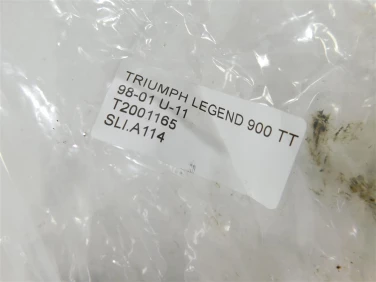 TRIUMPH LEGEND 900 TT
98-01 U-11
T2001165
SLI.A114